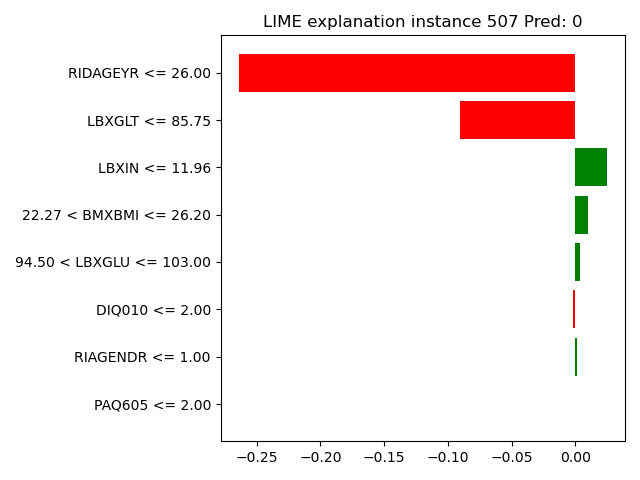 LIME explanation instance 507 Pred: 0
RIDAGEYR <= 26.00
LBXGLT <= 85.75
LBXIN <= 11.96
22.27 < BMXBMI <= 26.20
94.50 < LBXGLU <= 103.00
DIQ010 <= 2.00
RIAGENDR <= 1.00
PAQ605 <= 2.00
−0.25 −0.20 −0.15 −0.10 −0.05 0.00